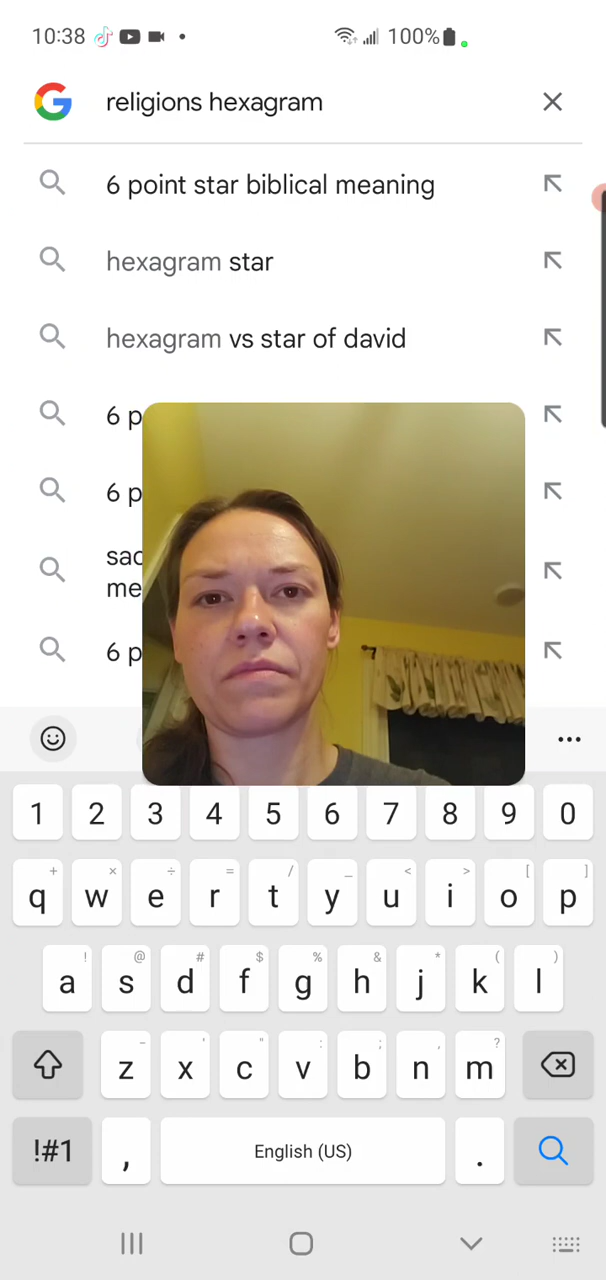 10:38 100%
religions hexagram
6 point star biblical meaning
hexagram star
hexagram vs star of david
6 p
6 p
sac
me
6 p
1 2 3 4 5 6 7 8 9 0
+ × ÷ = / _ < > [ ]
q w e r t y u i o p
! @ # $ % & * ( )
a s d f g h j k l
- ' " : ; , ?
z x c v b n m
!#1 , English (US) .